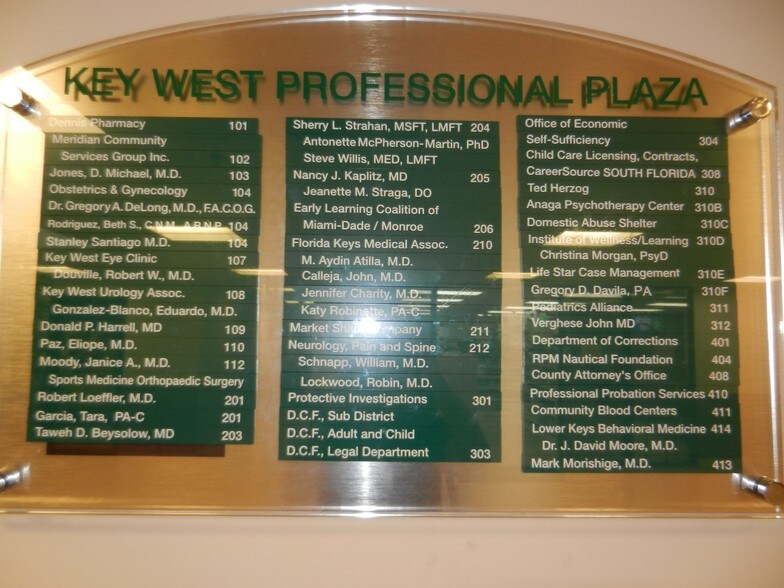 KEY WEST PROFESSIONAL PLAZA
Dennis Pharmacy 101
Meridian Community
Services Group Inc. 102
Jones, D. Michael, M.D. 103
Obstetrics & Gynecology 104
Dr. Gregory A. DeLong, M.D., F.A.C.O.G.
Rodriguez, Beth S., C.N.M., A.R.N.P. 104
Stanley Santiago M.D. 104
Key West Eye Clinic 107
Douville, Robert W., M.D.
Key West Urology Assoc. 108
Gonzalez-Blanco, Eduardo, M.D.
Donald P. Harrell, MD 109
Paz, Eliope, M.D. 110
Moody, Janice A., M.D. 112
Sports Medicine Orthopaedic Surgery
Robert Loeffler, M.D. 201
Garcia, Tara, PA-C 201
Taweh D. Beysolow, MD 203
Sherry L. Strahan, MSFT, LMFT 204
Antonette McPherson-Martin, PhD
Steve Willis, MED, LMFT
Nancy J. Kaplitz, MD 205
Jeanette M. Straga, DO
Early Learning Coalition of
Miami-Dade / Monroe 206
Florida Keys Medical Assoc. 210
M. Aydin Atilla, M.D.
Calleja, John, M.D.
Jennifer Charity, M.D.
Katy Robinette, PA-C
Market Share Company 211
Neurology, Pain and Spine 212
Schnapp, William, M.D.
Lockwood, Robin, M.D.
Protective Investigations 301
D.C.F., Sub District
D.C.F., Adult and Child
D.C.F., Legal Department 303
Office of Economic
Self-Sufficiency 304
Child Care Licensing, Contracts,
CareerSource SOUTH FLORIDA 308
Ted Herzog 310
Anaga Psychotherapy Center 310B
Domestic Abuse Shelter 310C
Institute of Wellness/Learning 310D
Christina Morgan, PsyD
Life Star Case Management 310E
Gregory D. Davila, PA 310F
Pediatrics Alliance 311
Verghese John MD 312
Department of Corrections 401
RPM Nautical Foundation 404
County Attorney's Office 408
Professional Probation Services 410
Community Blood Centers 411
Lower Keys Behavioral Medicine 414
Dr. J. David Moore, M.D.
Mark Morishige, M.D. 413